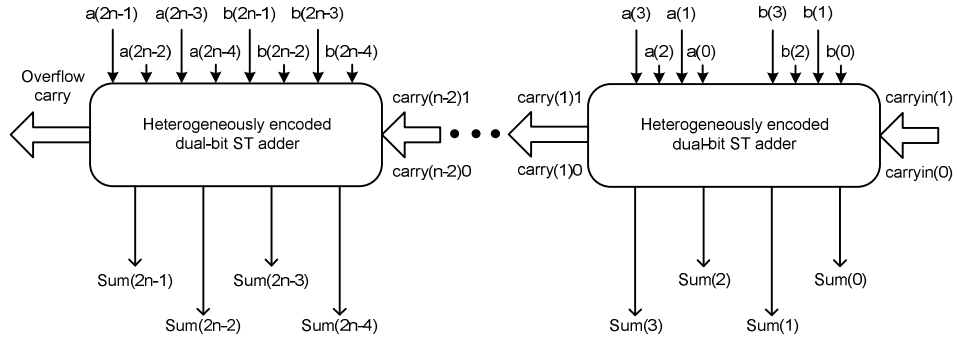 a(2n-1) a(2n-3) b(2n-1) b(2n-3)
a(2n-2) a(2n-4) b(2n-2) b(2n-4)
a(3) a(1) b(3) b(1)
a(2) a(0) b(2) b(0)
Overflow
carry
Heterogeneously encoded
dual-bit ST adder
carry(n-2)1
carry(n-2)0
carry(1)1
carry(1)0
Heterogeneously encoded
dual-bit ST adder
carryin(1)
carryin(0)
Sum(2n-1) Sum(2n-3)
Sum(2n-2) Sum(2n-4)
Sum(2) Sum(0)
Sum(3) Sum(1)